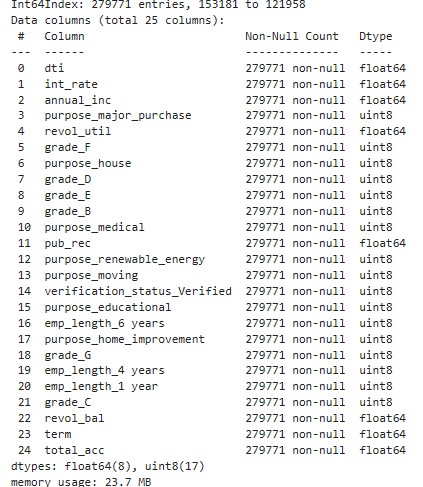 Int64Index: 279771 entries, 153181 to 121958
Data columns (total 25 columns):
 #   Column                        Non-Null Count   Dtype
---  ------                        --------------   -----
 0   dti                           279771 non-null  float64
 1   int_rate                      279771 non-null  float64
 2   annual_inc                    279771 non-null  float64
 3   purpose_major_purchase        279771 non-null  uint8
 4   revol_util                    279771 non-null  float64
 5   grade_F                       279771 non-null  uint8
 6   purpose_house                 279771 non-null  uint8
 7   grade_D                       279771 non-null  uint8
 8   grade_E                       279771 non-null  uint8
 9   grade_B                       279771 non-null  uint8
 10  purpose_medical               279771 non-null  uint8
 11  pub_rec                       279771 non-null  float64
 12  purpose_renewable_energy      279771 non-null  uint8
 13  purpose_moving                279771 non-null  uint8
 14  verification_status_Verified  279771 non-null  uint8
 15  purpose_educational           279771 non-null  uint8
 16  emp_length_6 years            279771 non-null  uint8
 17  purpose_home_improvement      279771 non-null  uint8
 18  grade_G                       279771 non-null  uint8
 19  emp_length_4 years            279771 non-null  uint8
 20  emp_length_1 year             279771 non-null  uint8
 21  grade_C                       279771 non-null  uint8
 22  revol_bal                     279771 non-null  float64
 23  term                          279771 non-null  float64
 24  total_acc                     279771 non-null  float64
dtypes: float64(8), uint8(17)
memory usage: 23.7 MB